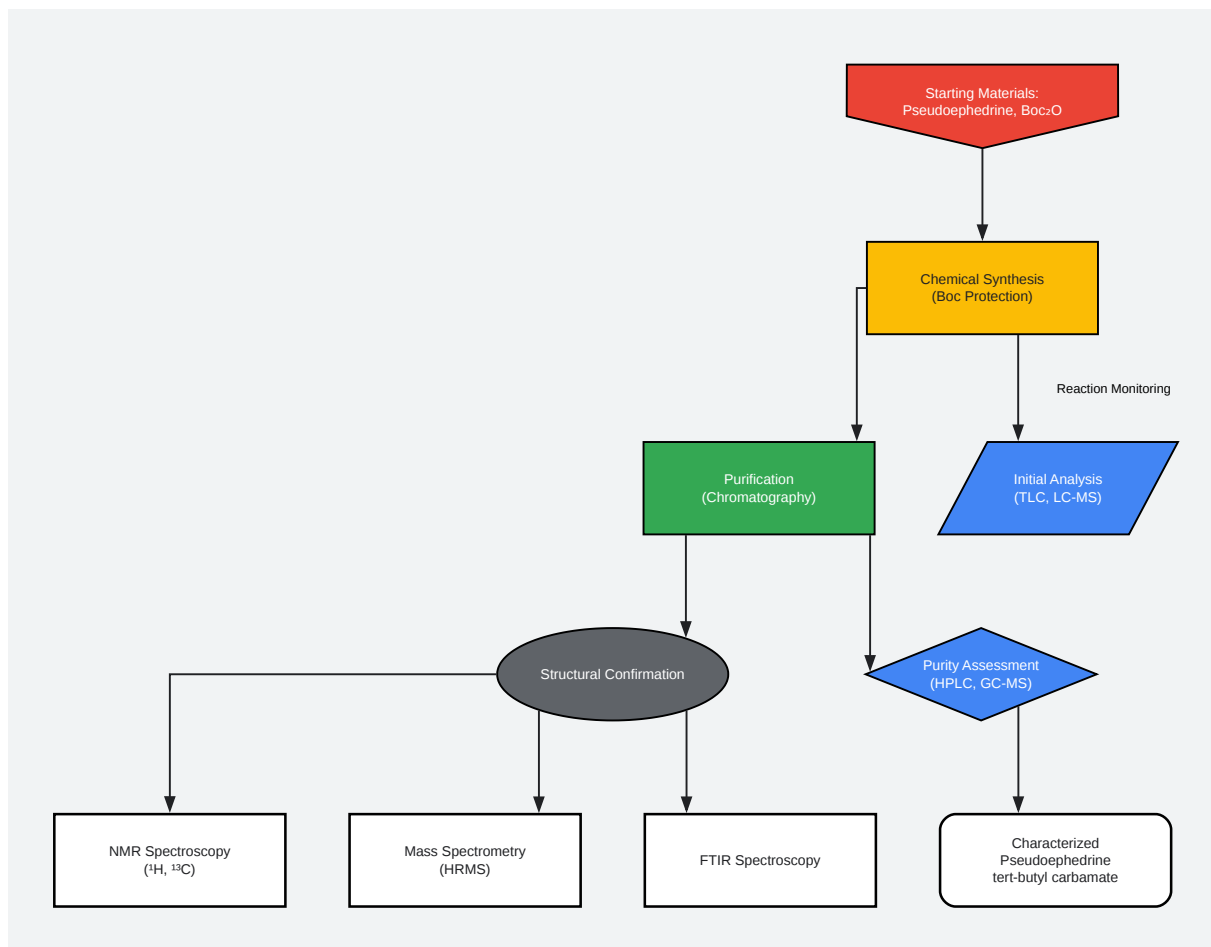 Starting Materials:
Pseudoephedrine, Boc₂O
Chemical Synthesis
(Boc Protection)
Reaction Monitoring
Purification
(Chromatography)
Initial Analysis
(TLC, LC-MS)
Structural Confirmation
Purity Assessment
(HPLC, GC-MS)
NMR Spectroscopy
(¹H, ¹³C)
Mass Spectrometry
(HRMS)
FTIR Spectroscopy
Characterized
Pseudoephedrine
tert-butyl carbamate